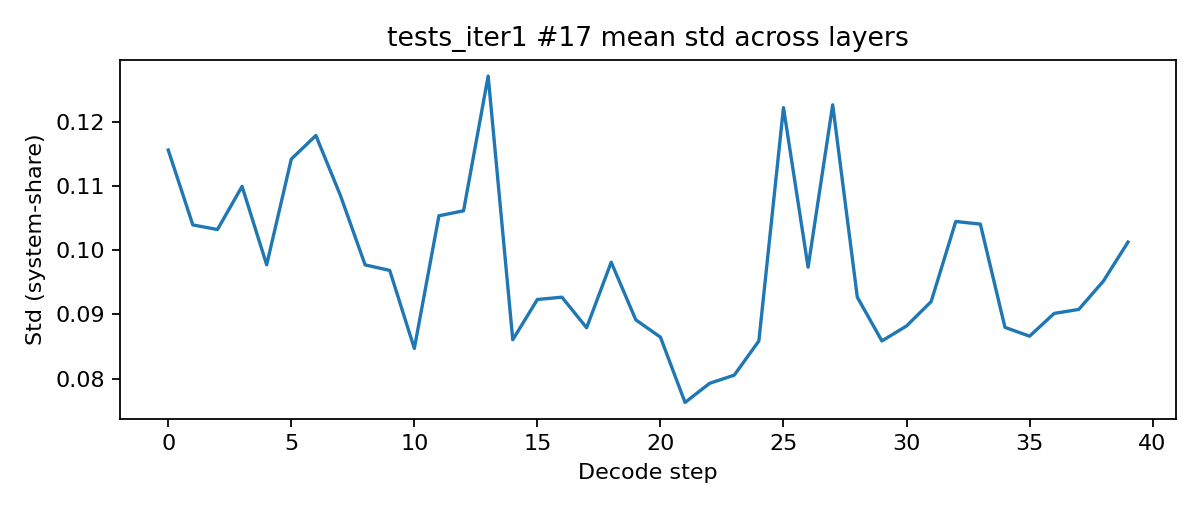 tests_iter1 #17 mean std across layers
Std (system-share)
0.12
0.11
0.10
0.09
0.08
0 5 10 15 20 25 30 35 40
Decode step